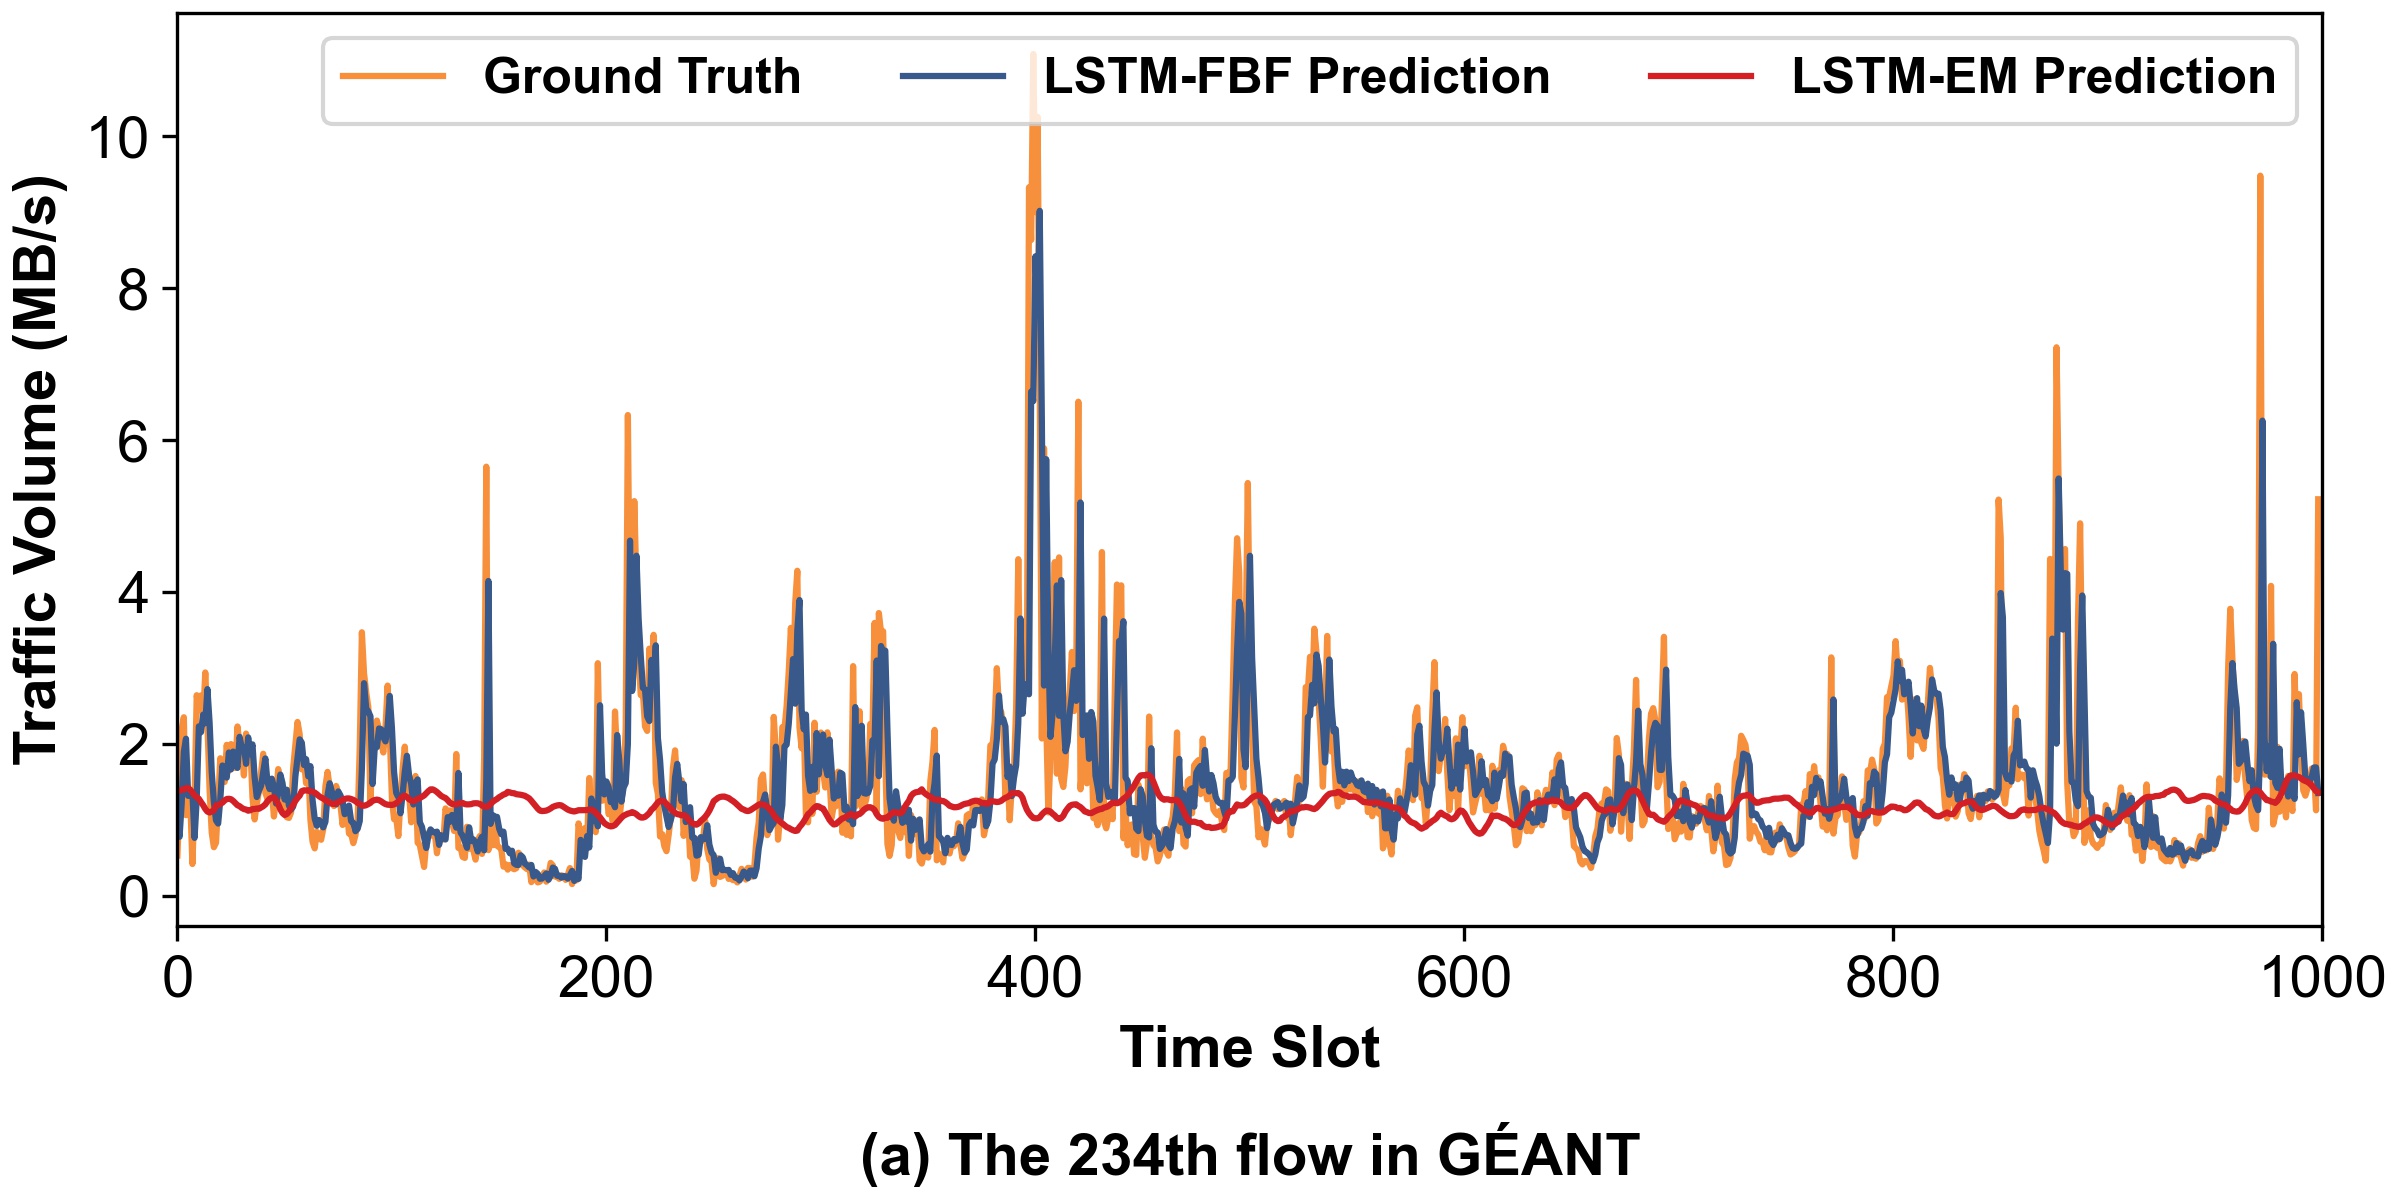 Ground Truth LSTM-FBF Prediction LSTM-EM Prediction
Traffic Volume (MB/s)
10
8
6
4
2
0
0 200 400 600 800 1000
Time Slot
(a) The 234th flow in GÉANT